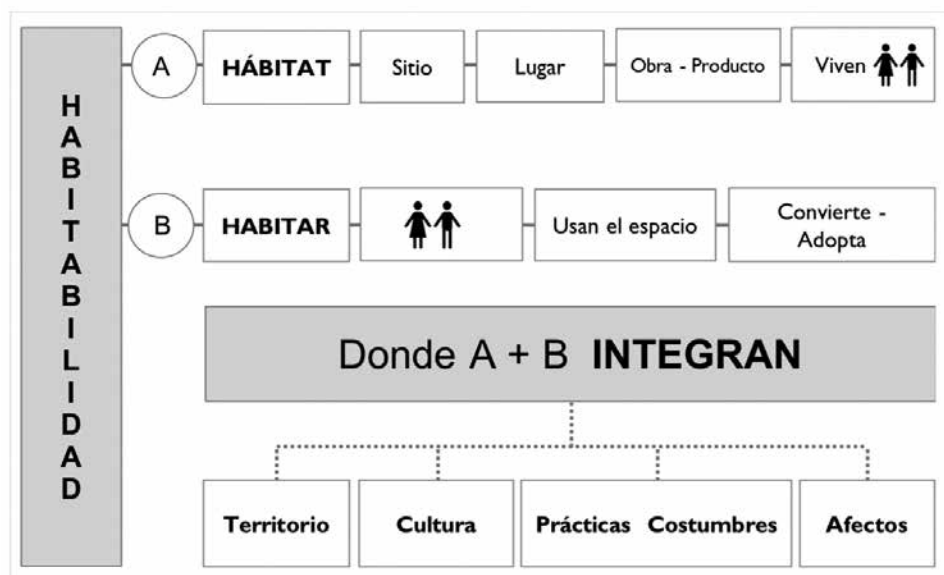 HABITABILIDAD
A
HÁBITAT
Sitio
Lugar
Obra - Producto
Viven
B
HABITAR
Usan el espacio
Convierte -
Adopta
Donde A + B INTEGRAN
Territorio
Cultura
Prácticas Costumbres
Afectos